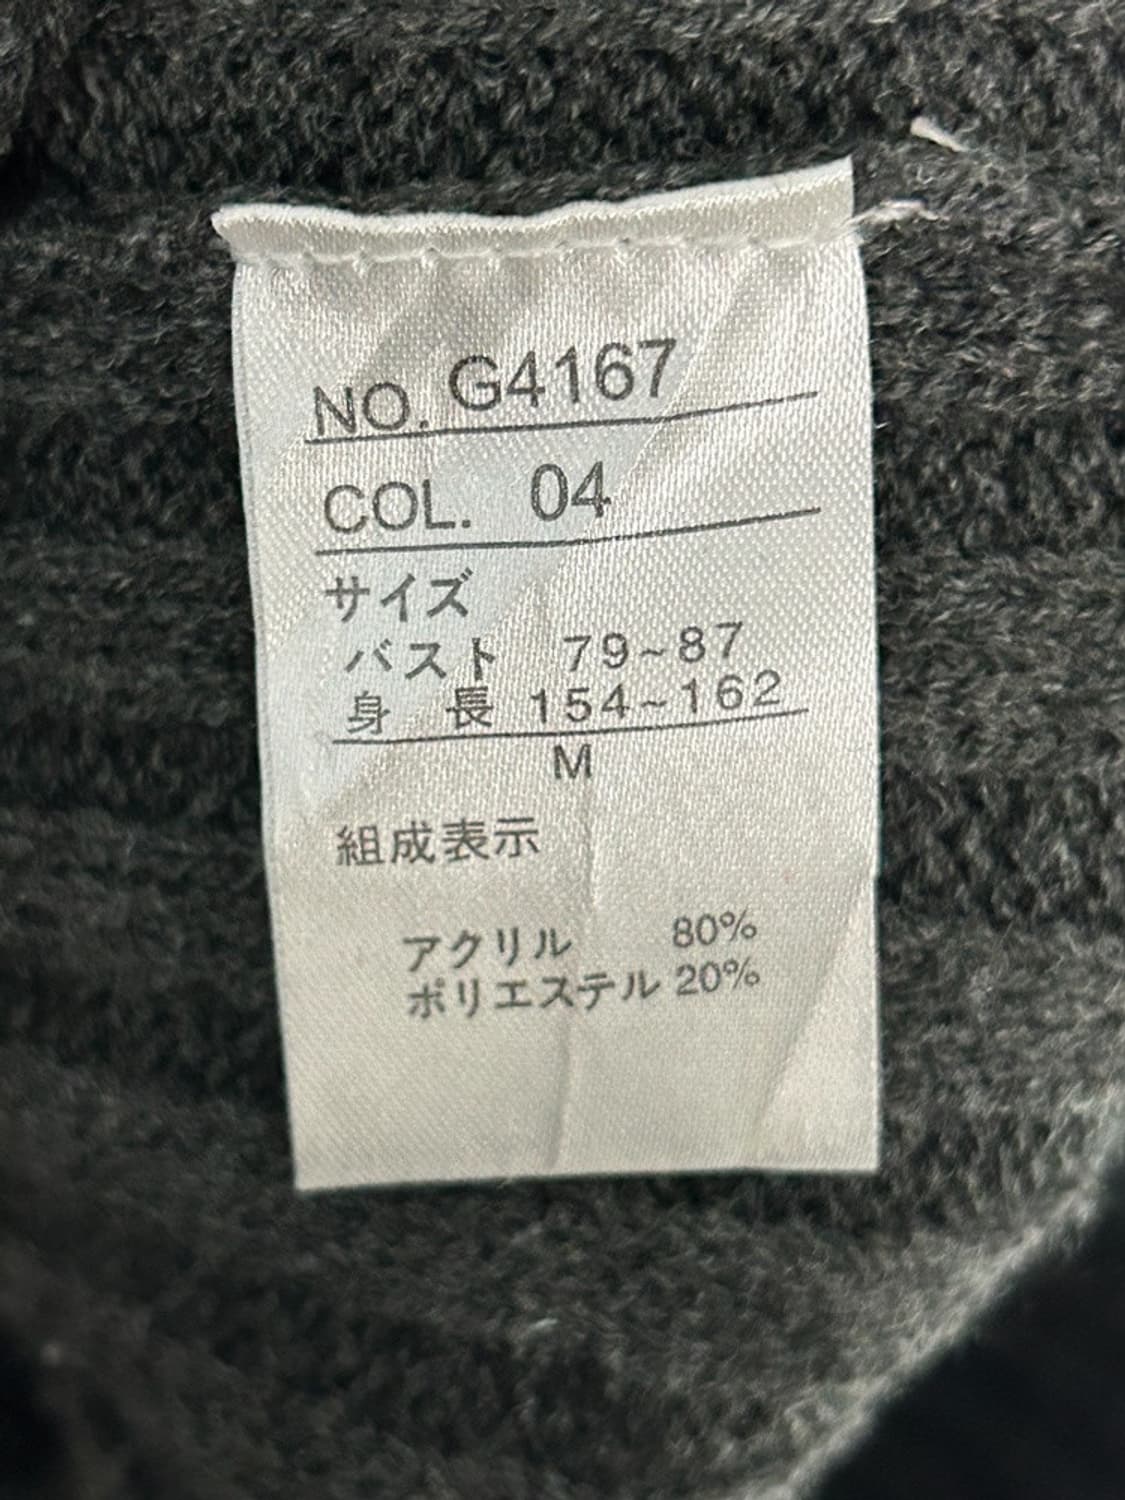 NO. G4167
COL. 04
サイズ
バスト 79~87
身 長 154~162
M
組成表示
アクリル 80%
ポリエステル 20%